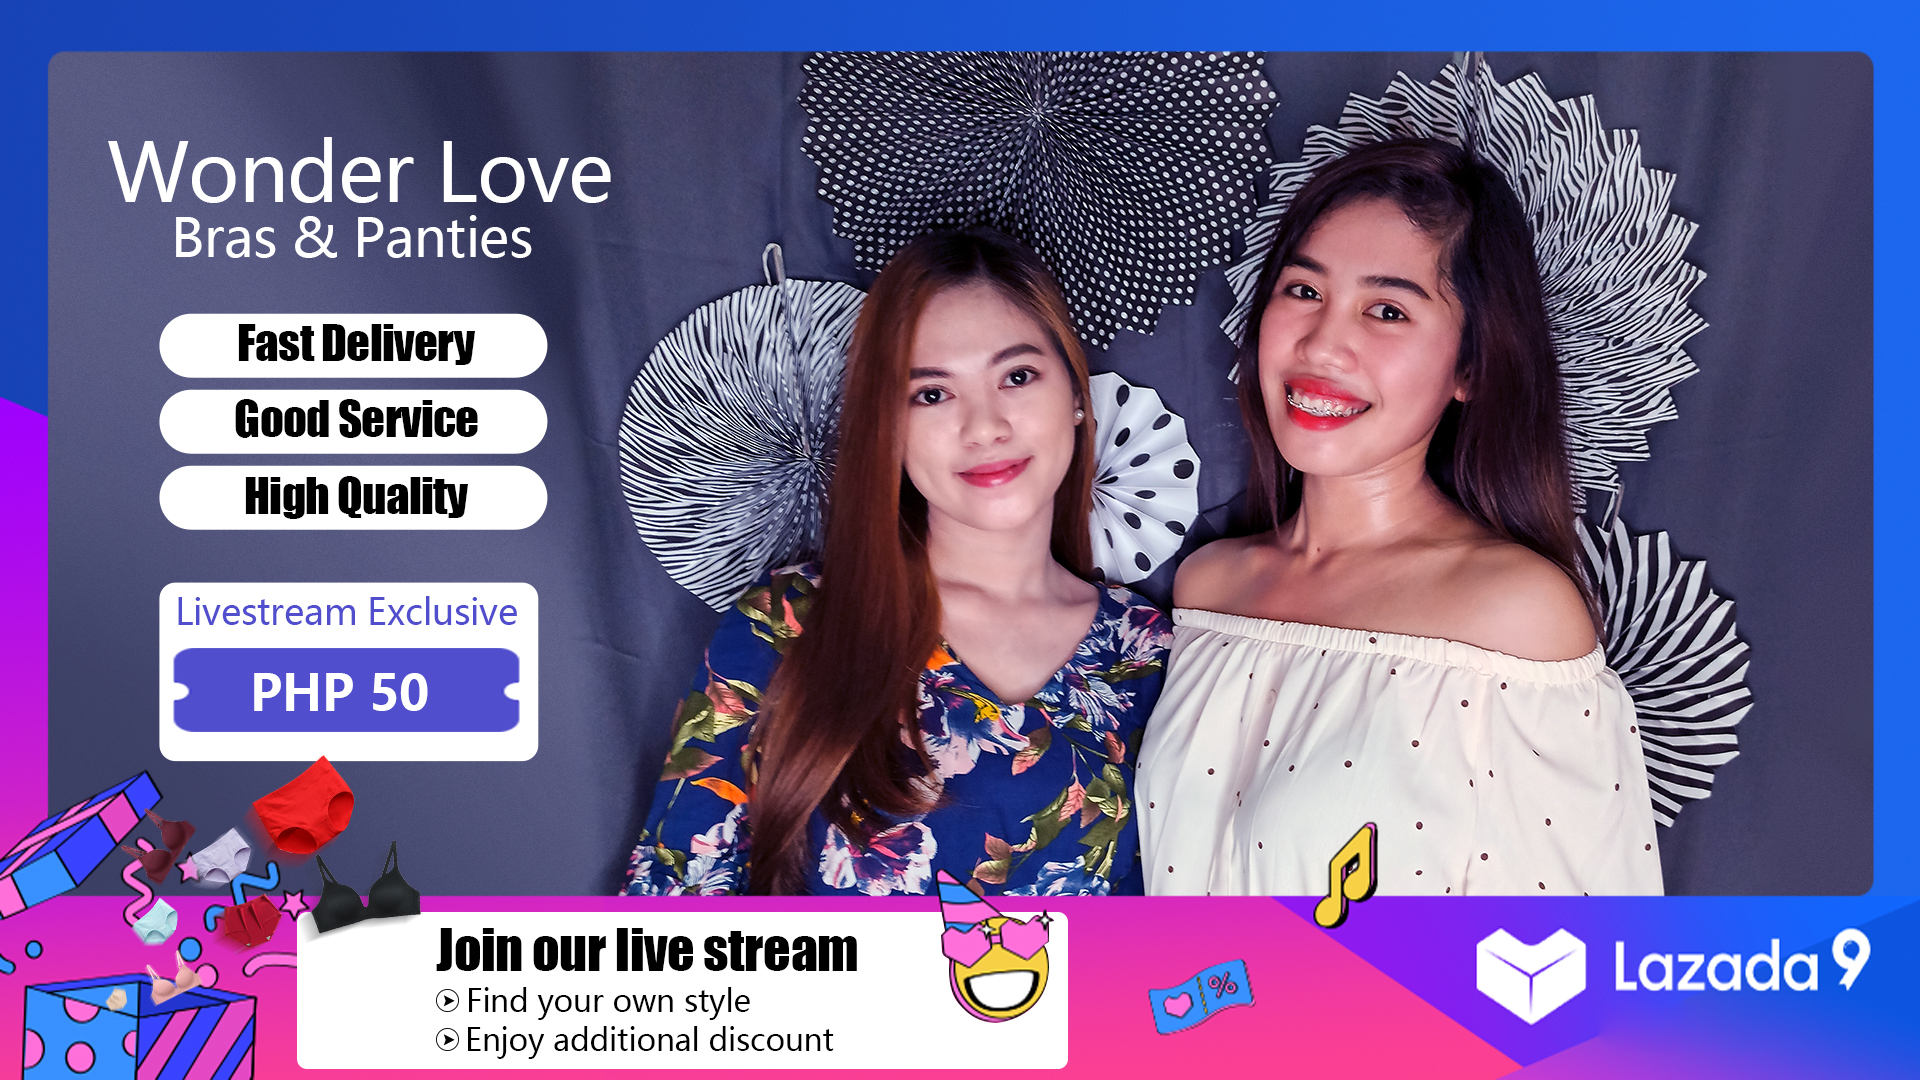 Wonder Love
Bras & Panties
Fast Delivery
Good Service
High Quality
Livestream Exclusive
PHP 50
Join our live stream
Find your own style
Enjoy additional discount
%
Lazada 9